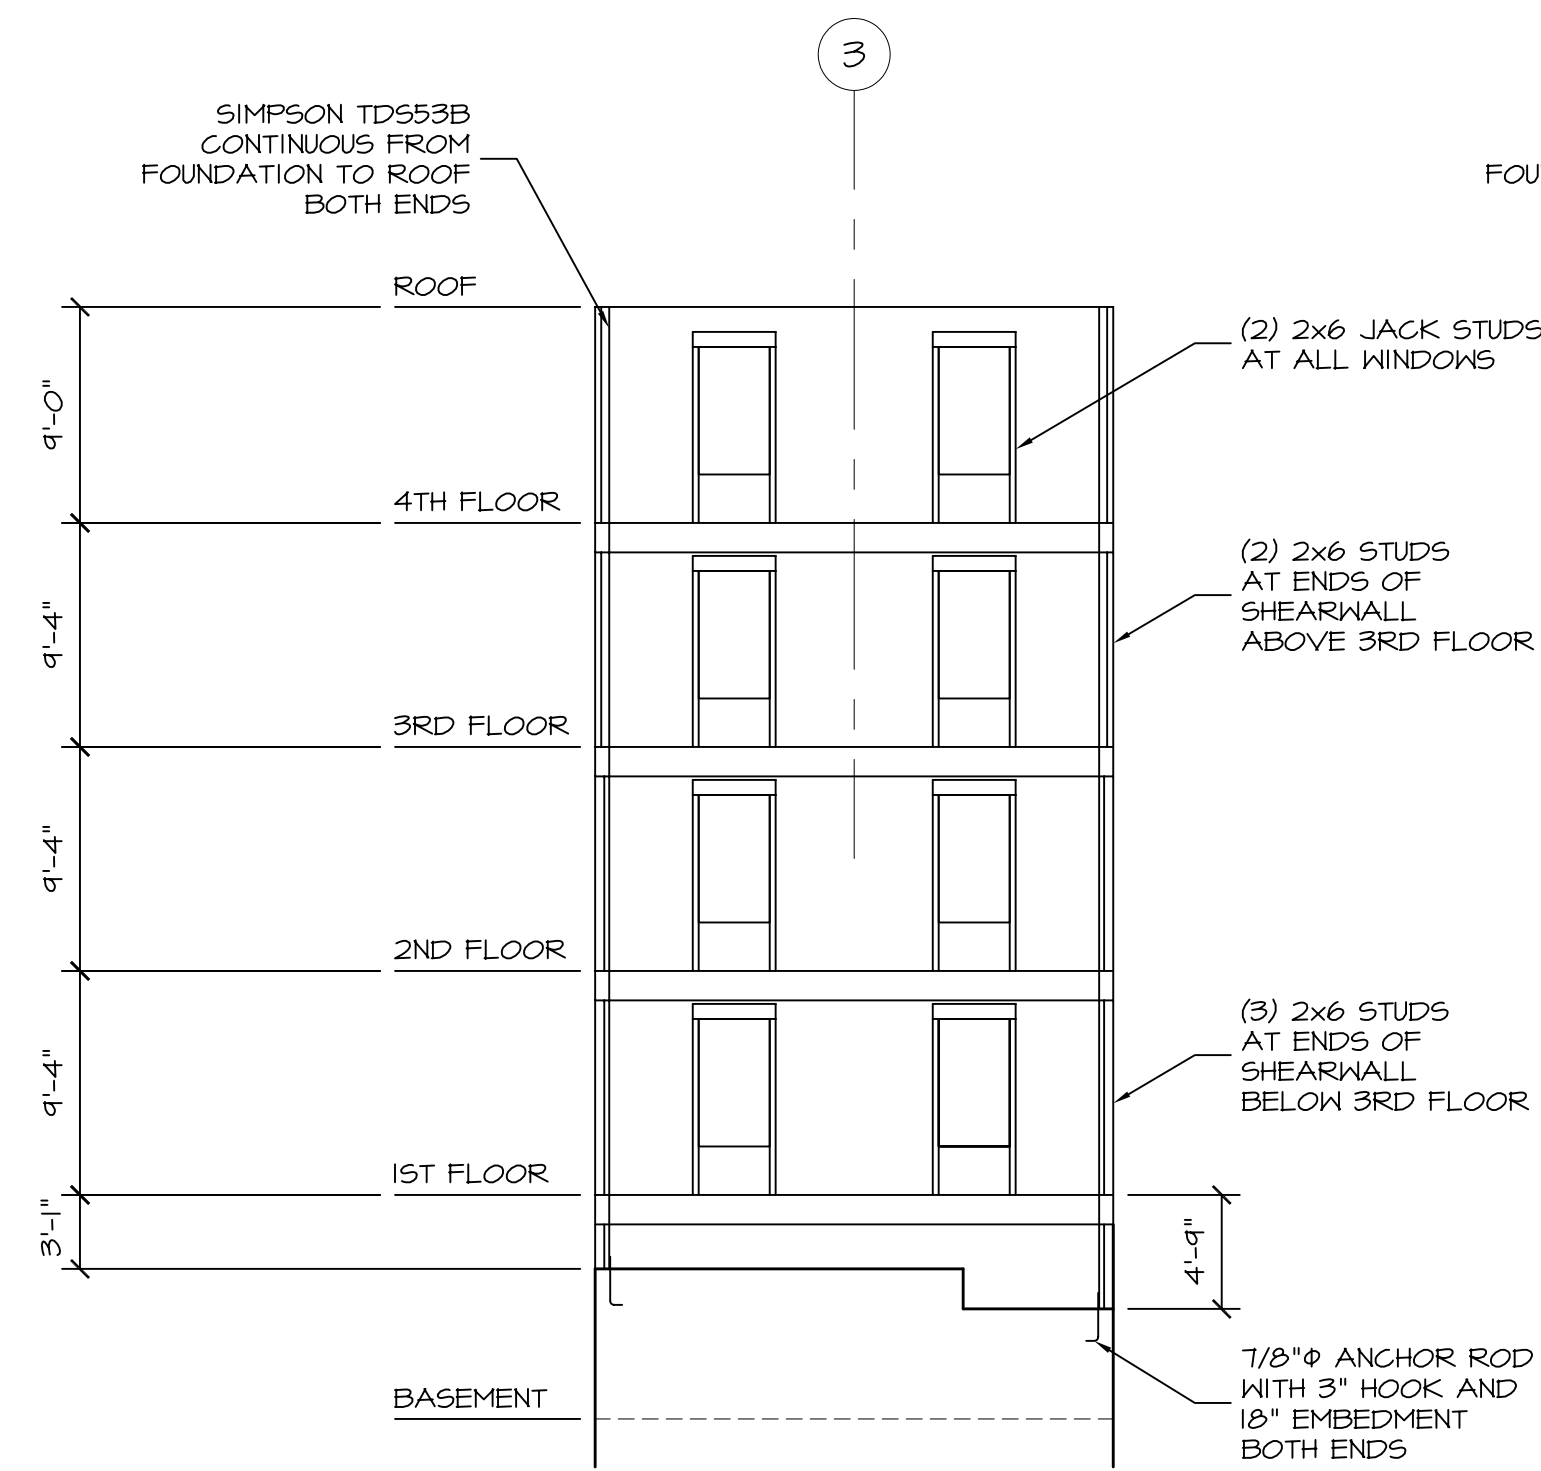 3
SIMPSON TDS53B
CONTINUOUS FROM
FOUNDATION TO ROOF
BOTH ENDS
FOU
ROOF
(2) 2x6 JACK STUDS
AT ALL WINDOWS
9'-0"
4TH FLOOR
(2) 2x6 STUDS
AT ENDS OF
SHEARWALL
ABOVE 3RD FLOOR
9'-4"
3RD FLOOR
9'-4"
2ND FLOOR
(3) 2x6 STUDS
AT ENDS OF
SHEARWALL
BELOW 3RD FLOOR
9'-4"
1ST FLOOR
3'-1"
4'-9"
7/8"Φ ANCHOR ROD
WITH 3" HOOK AND
18" EMBEDMENT
BOTH ENDS
BASEMENT